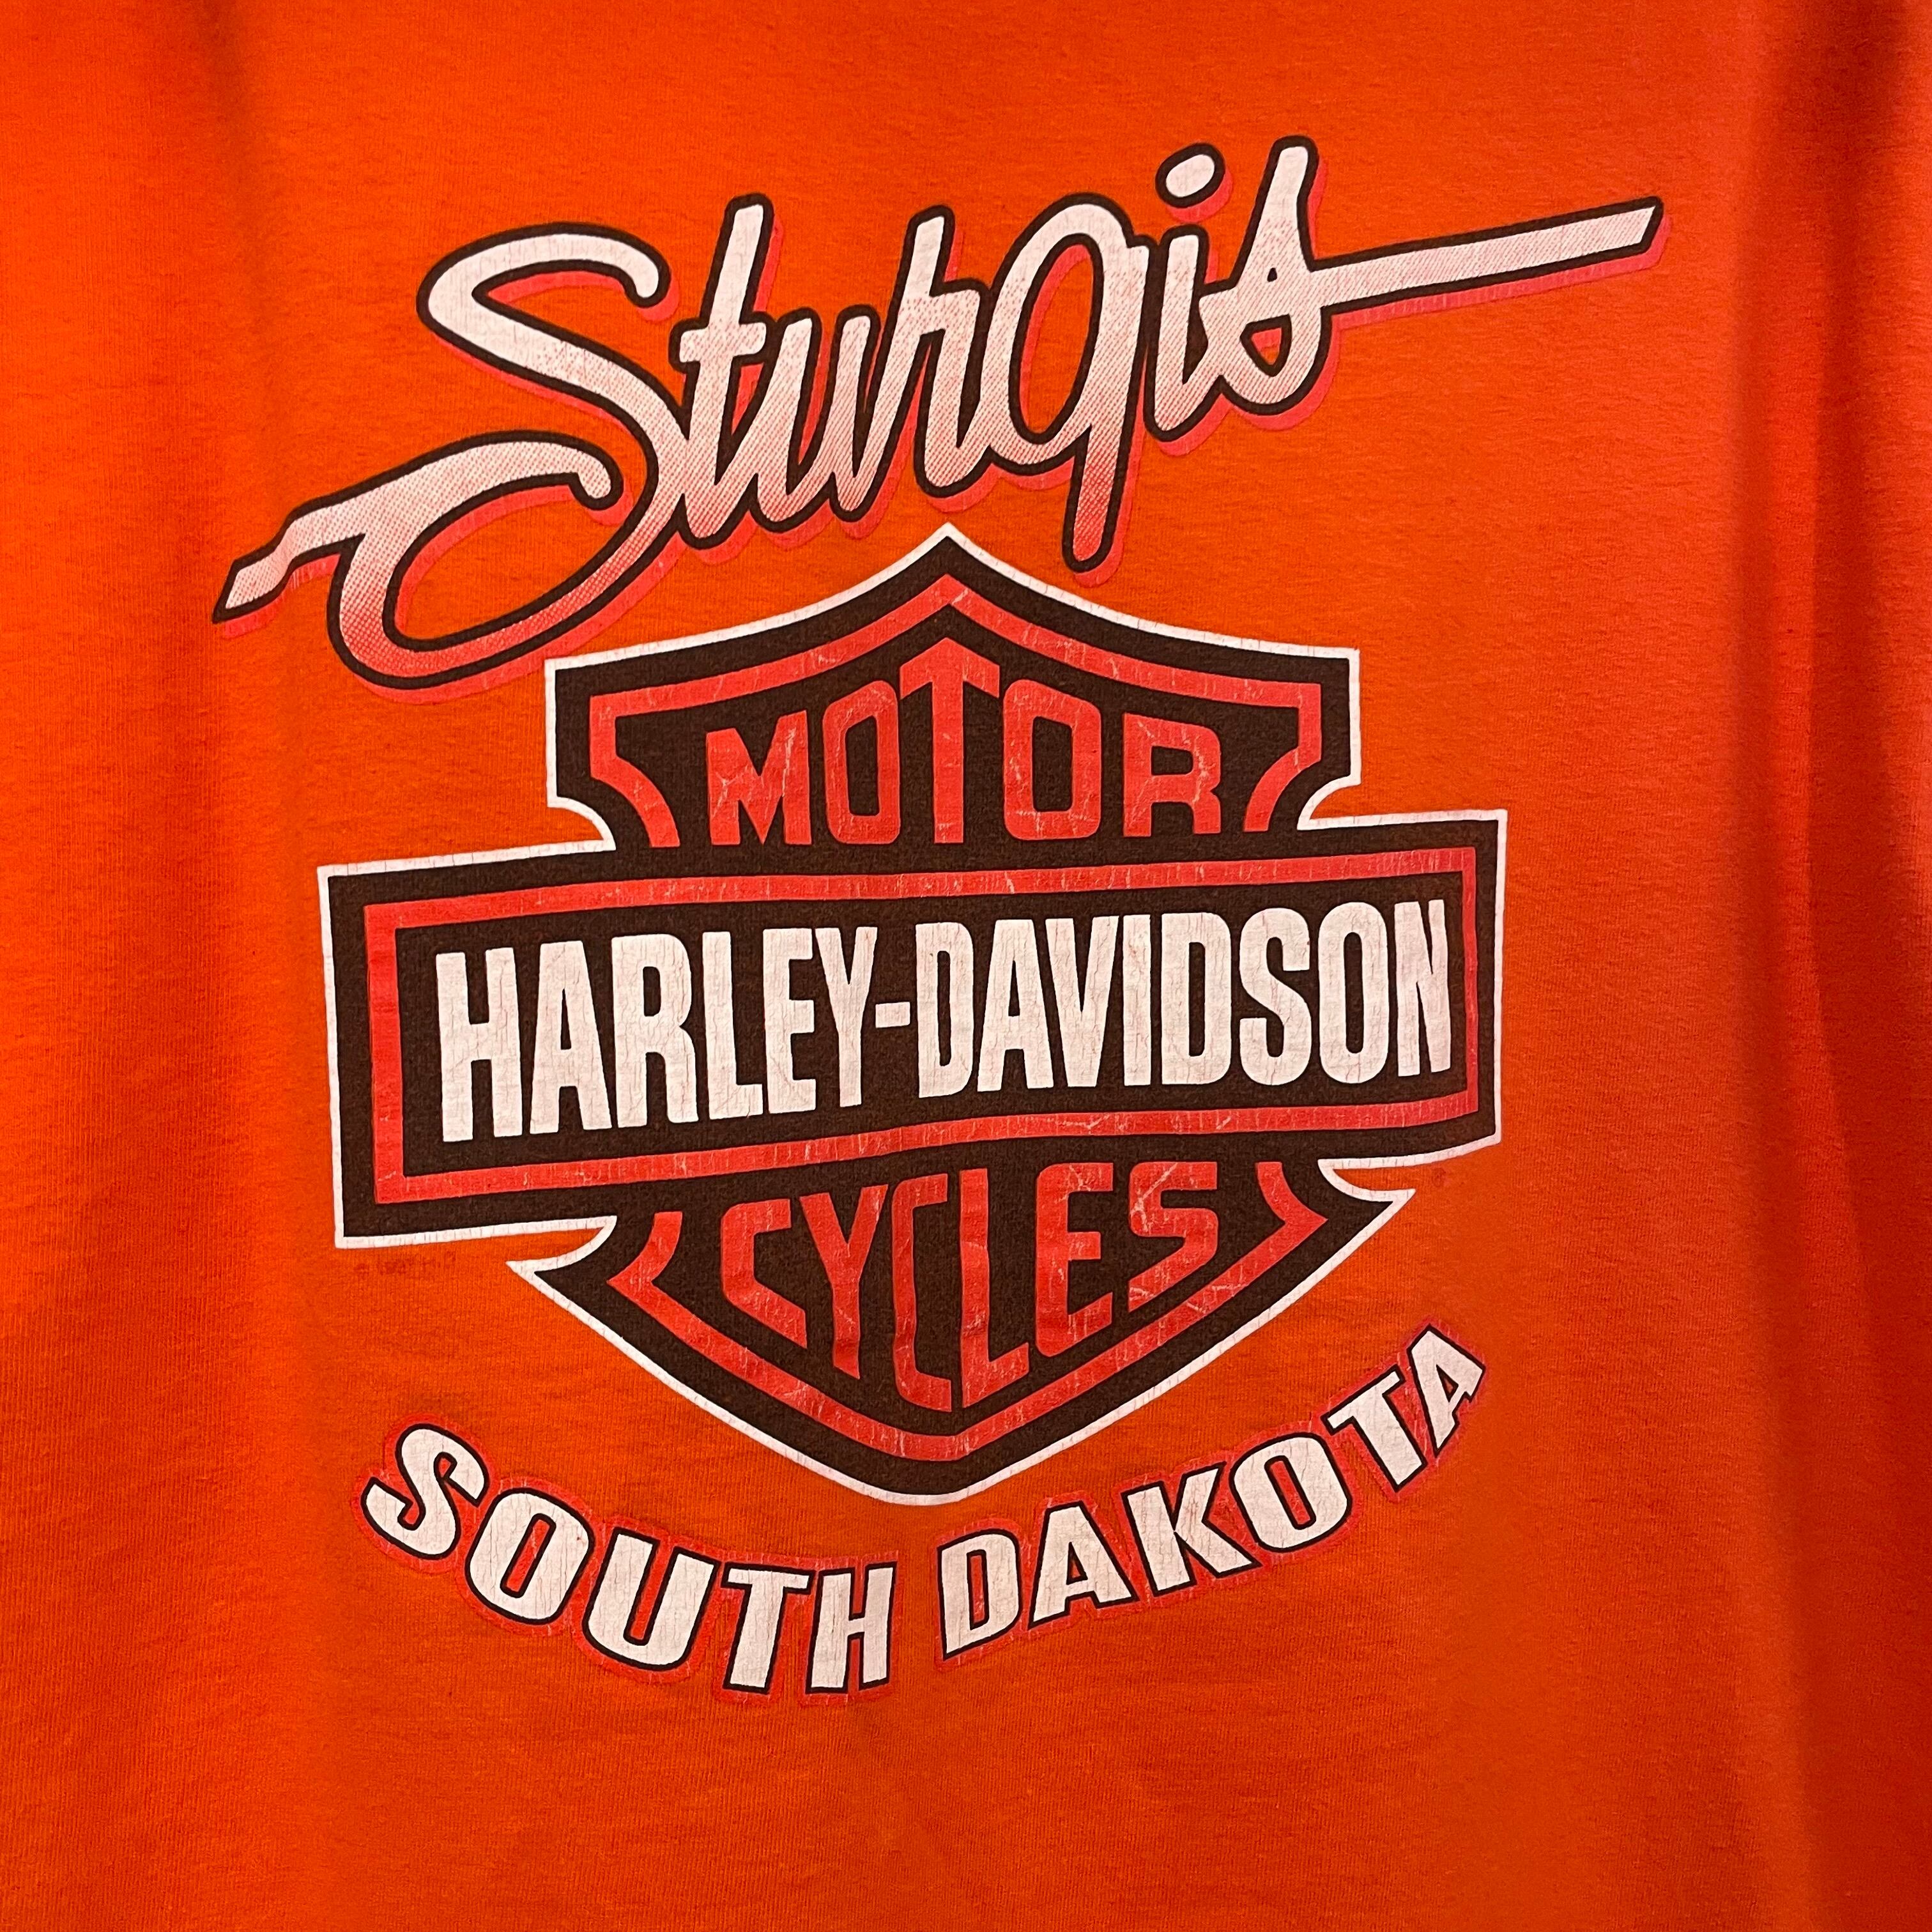 Sturgis
MOTOR
HARLEY-DAVIDSON
CYCLES
SOUTH DAKOTA